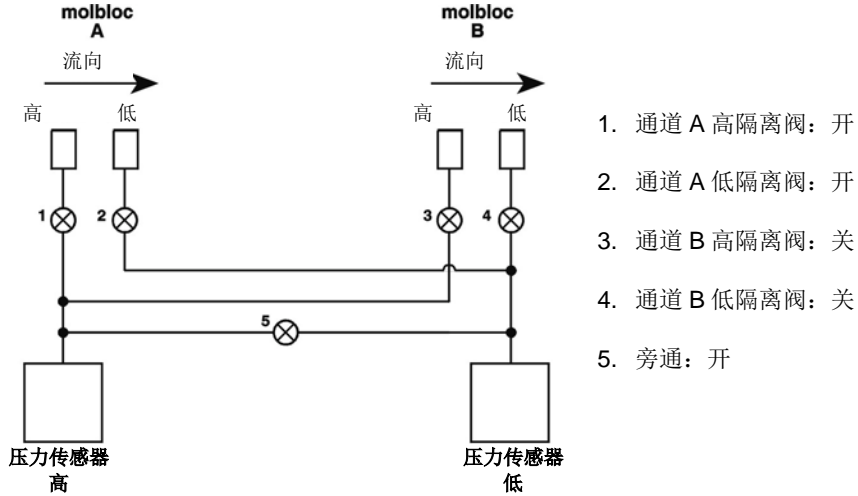 molbloc
A
流向
高
低
1
2
molbloc
B
流向
高
低
3
4
5
压力传感器
高
压力传感器
低
1. 通道 A 高隔离阀：开
2. 通道 A 低隔离阀：开
3. 通道 B 高隔离阀：关
4. 通道 B 低隔离阀：关
5. 旁通：开